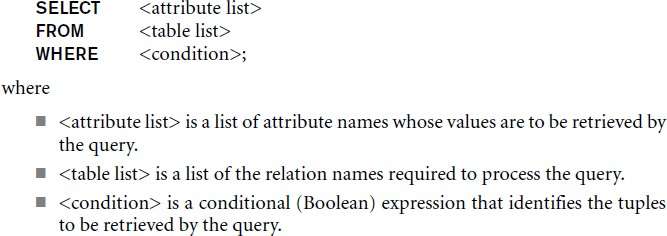 SELECT <attribute list>
FROM <table list>
WHERE <condition>;
where
■ <attribute list> is a list of attribute names whose values are to be retrieved by
the query.
■ <table list> is a list of the relation names required to process the query.
■ <condition> is a conditional (Boolean) expression that identifies the tuples
to be retrieved by the query.